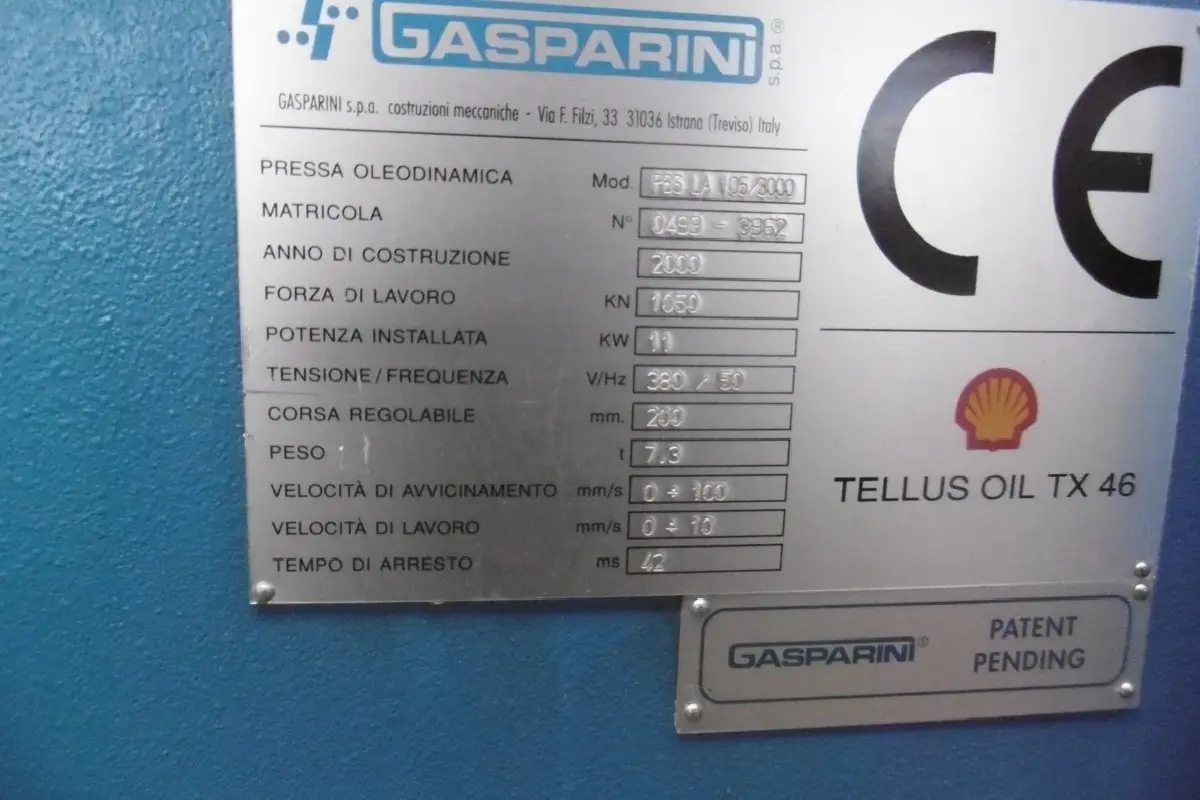 GASPARINI s.p.a.®
GASPARINI s.p.a. costruzioni meccaniche - Via F. Filzi, 33 31036 Istrana (Treviso) Italy
PRESSA OLEODINAMICA Mod. PBS LA 105/3000
MATRICOLA N° 0499 - 3962
ANNO DI COSTRUZIONE 2000
FORZA DI LAVORO KN 1050
POTENZA INSTALLATA KW 11
TENSIONE/FREQUENZA V/Hz 380 / 50
CORSA REGOLABILE mm. 200
PESO t 7.3
VELOCITÀ DI AVVICINAMENTO mm/s 0 ÷ 100
VELOCITÀ DI LAVORO mm/s 0 ÷ 10
TEMPO DI ARRESTO ms 42
CE
TELLUS OIL TX 46
GASPARINI®
PATENT
PENDING